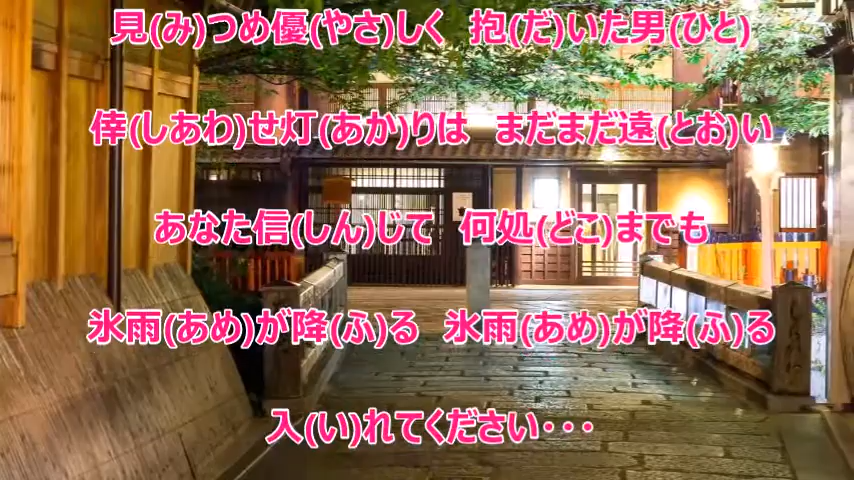 見(み)つめ優(やさ)しく 抱(だ)いた男(ひと)
倖(しあわ)せ灯(あか)りは まだまだ遠(とお)い
あなた信(しん)じて 何処(どこ)までも
氷雨(あめ)が降(ふ)る 氷雨(あめ)が降(ふ)る
入(い)れてください・・・